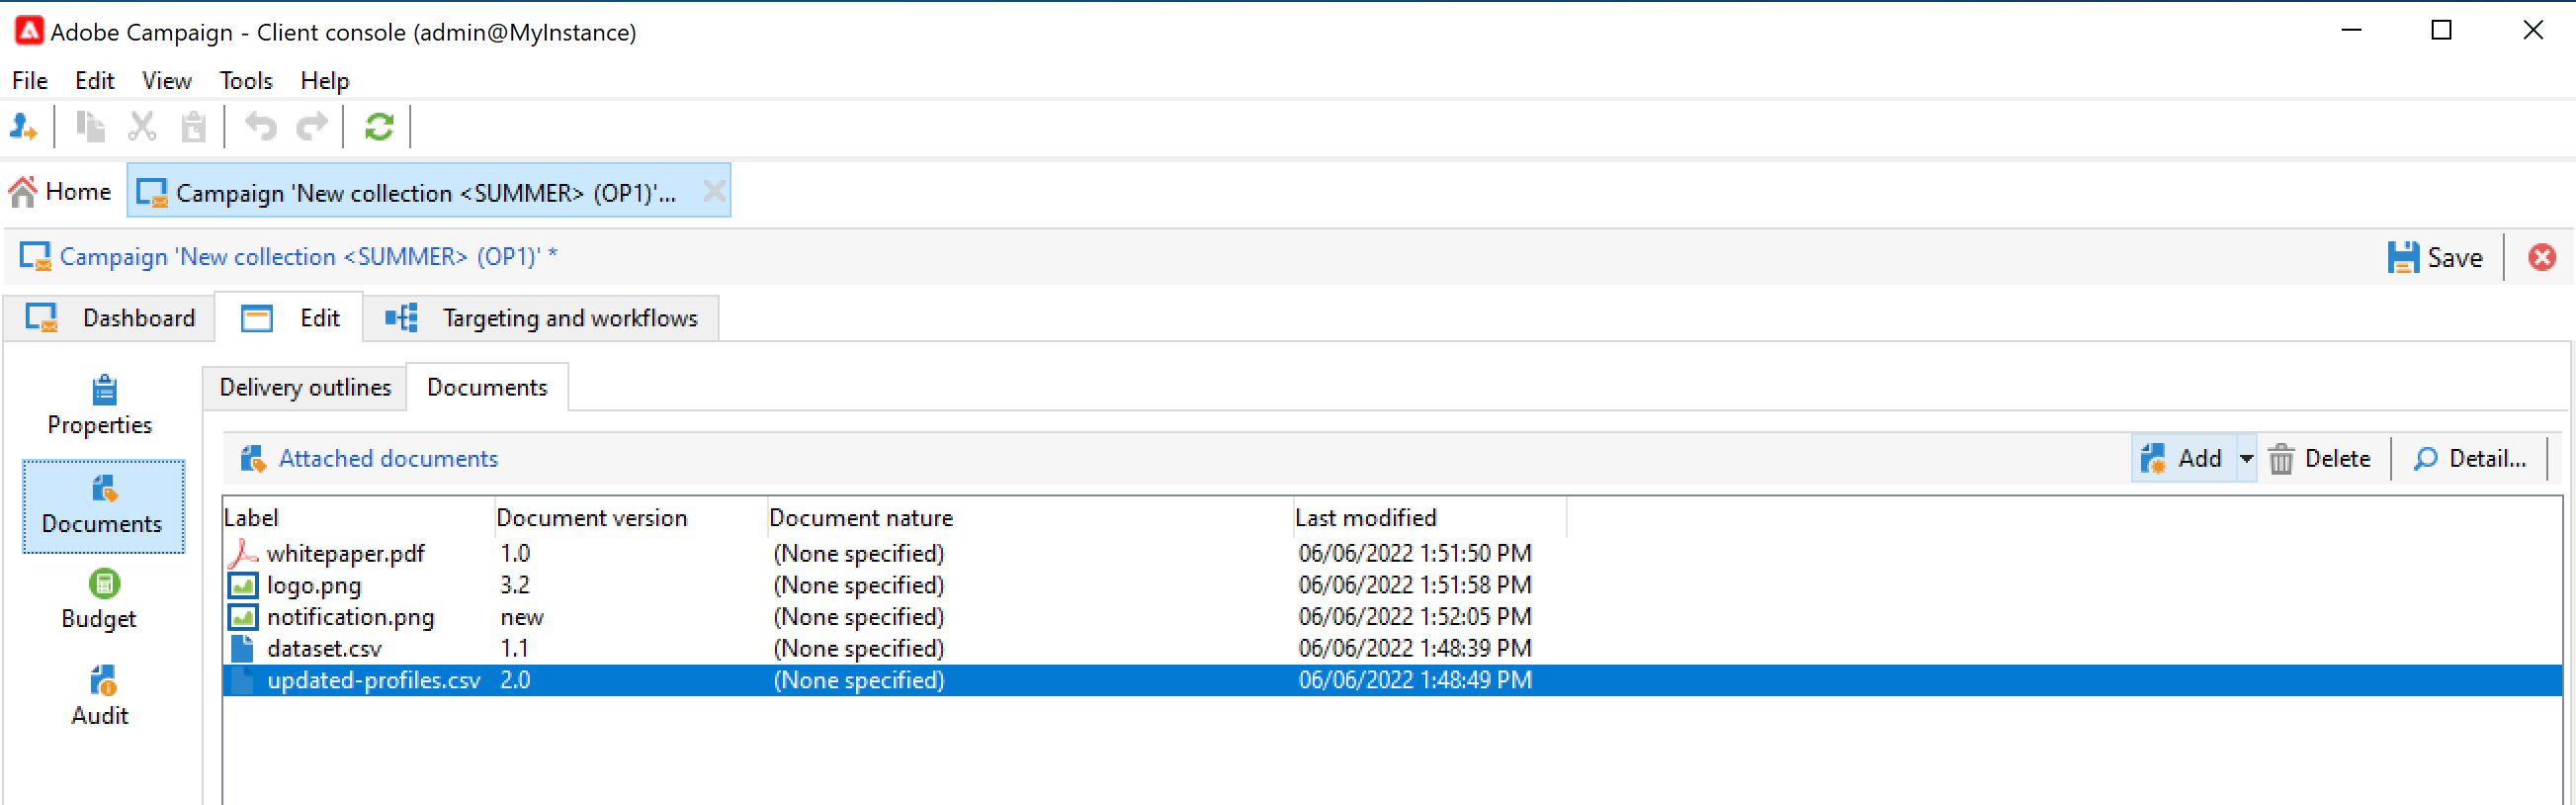 Adobe Campaign - Client console (admin@MyInstance)
File Edit View Tools Help
Home Campaign 'New collection <SUMMER> (OP1)'...
Campaign 'New collection <SUMMER> (OP1)' * Save
Dashboard Edit Targeting and workflows
Properties
Documents
Budget
Audit
Delivery outlines Documents
Attached documents Add Delete Detail...
Label Document version Document nature Last modified
whitepaper.pdf 1.0 (None specified) 06/06/2022 1:51:50 PM
logo.png 3.2 (None specified) 06/06/2022 1:51:58 PM
notification.png new (None specified) 06/06/2022 1:52:05 PM
dataset.csv 1.1 (None specified) 06/06/2022 1:48:39 PM
updated-profiles.csv 2.0 (None specified) 06/06/2022 1:48:49 PM